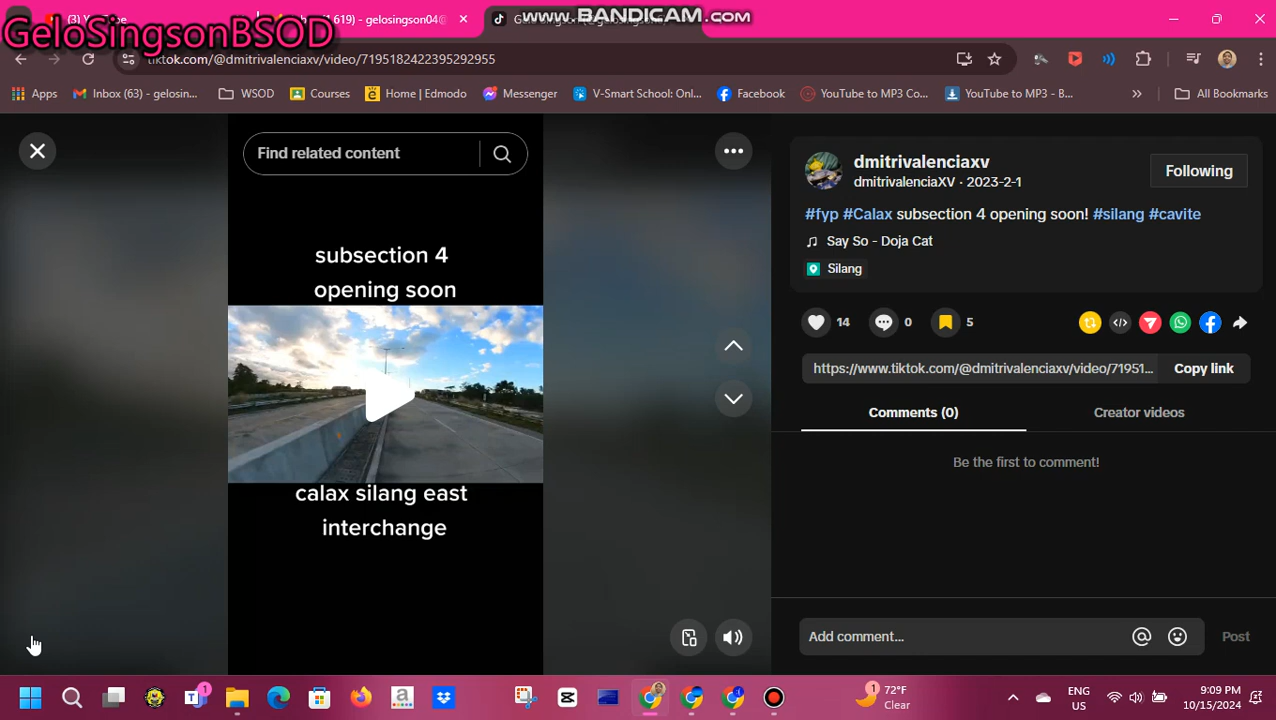 www.BANDICAM.com
GeloSingsonBSOD
tiktok.com/@dmitrivalenciaxv/video/7195182422395292955
Apps
Inbox (63) - gelosin...
WSOD
Courses
Home | Edmodo
Messenger
V-Smart School: Onl...
Facebook
YouTube to MP3 Co...
YouTube to MP3 - B...
All Bookmarks
Find related content
subsection 4
opening soon
calax silang east
interchange
dmitrivalenciaxv
dmitrivalenciaXV · 2023-2-1
Following
#fyp #Calax subsection 4 opening soon! #silang #cavite
Say So - Doja Cat
Silang
14
0
5
https://www.tiktok.com/@dmitrivalenciaxv/video/71951...
Copy link
Comments (0)
Creator videos
Be the first to comment!
Add comment...
Post
1
1
72°F
Clear
ENG
US
9:09 PM
10/15/2024